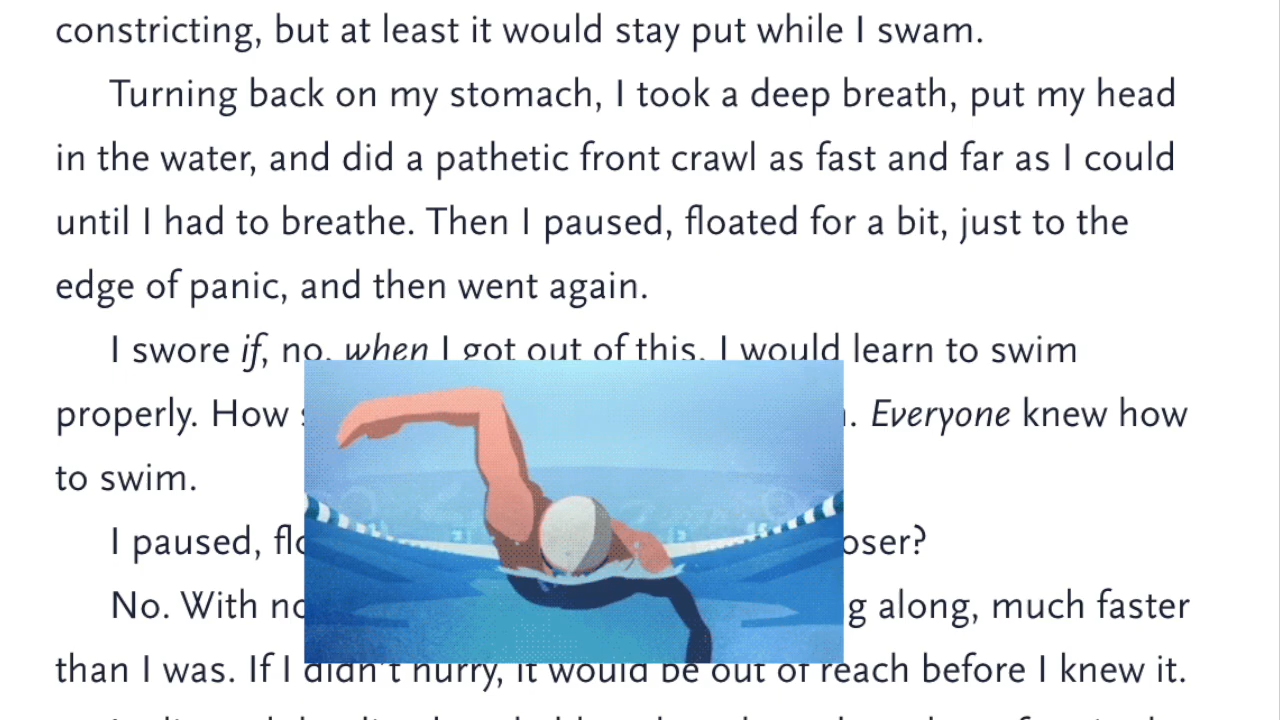 constricting, but at least it would stay put while I swam.
Turning back on my stomach, I took a deep breath, put my head
in the water, and did a pathetic front crawl as fast and far as I could
until I had to breathe. Then I paused, floated for a bit, just to the
edge of panic, and then went again.
I swore if, no, when I got out of this, I would learn to swim
properly. How Everyone knew how
to swim.
I paused,
No. With along, much faster
than I was. If I didn't hurry, it would be out of reach before I knew it.